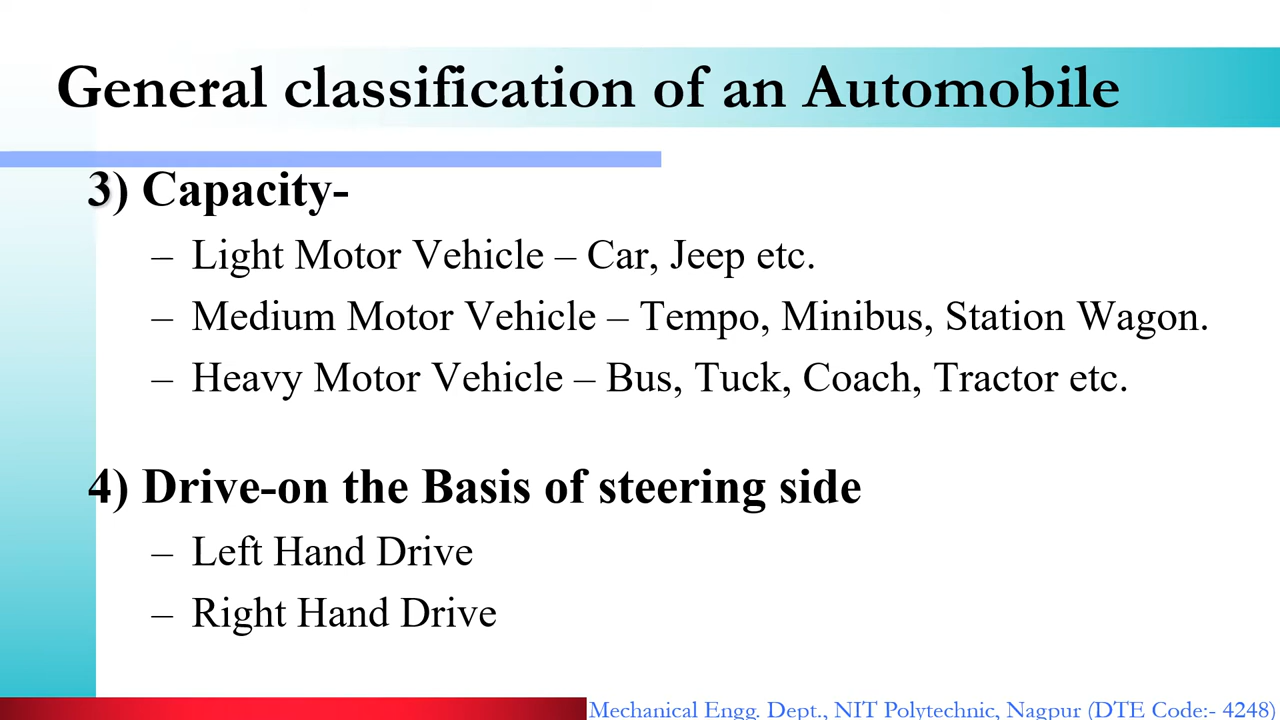 General classification of an Automobile
3) Capacity-
– Light Motor Vehicle – Car, Jeep etc.
– Medium Motor Vehicle – Tempo, Minibus, Station Wagon.
– Heavy Motor Vehicle – Bus, Tuck, Coach, Tractor etc.
4) Drive-on the Basis of steering side
– Left Hand Drive
– Right Hand Drive
Mechanical Engg. Dept., NIT Polytechnic, Nagpur (DTE Code:- 4248)